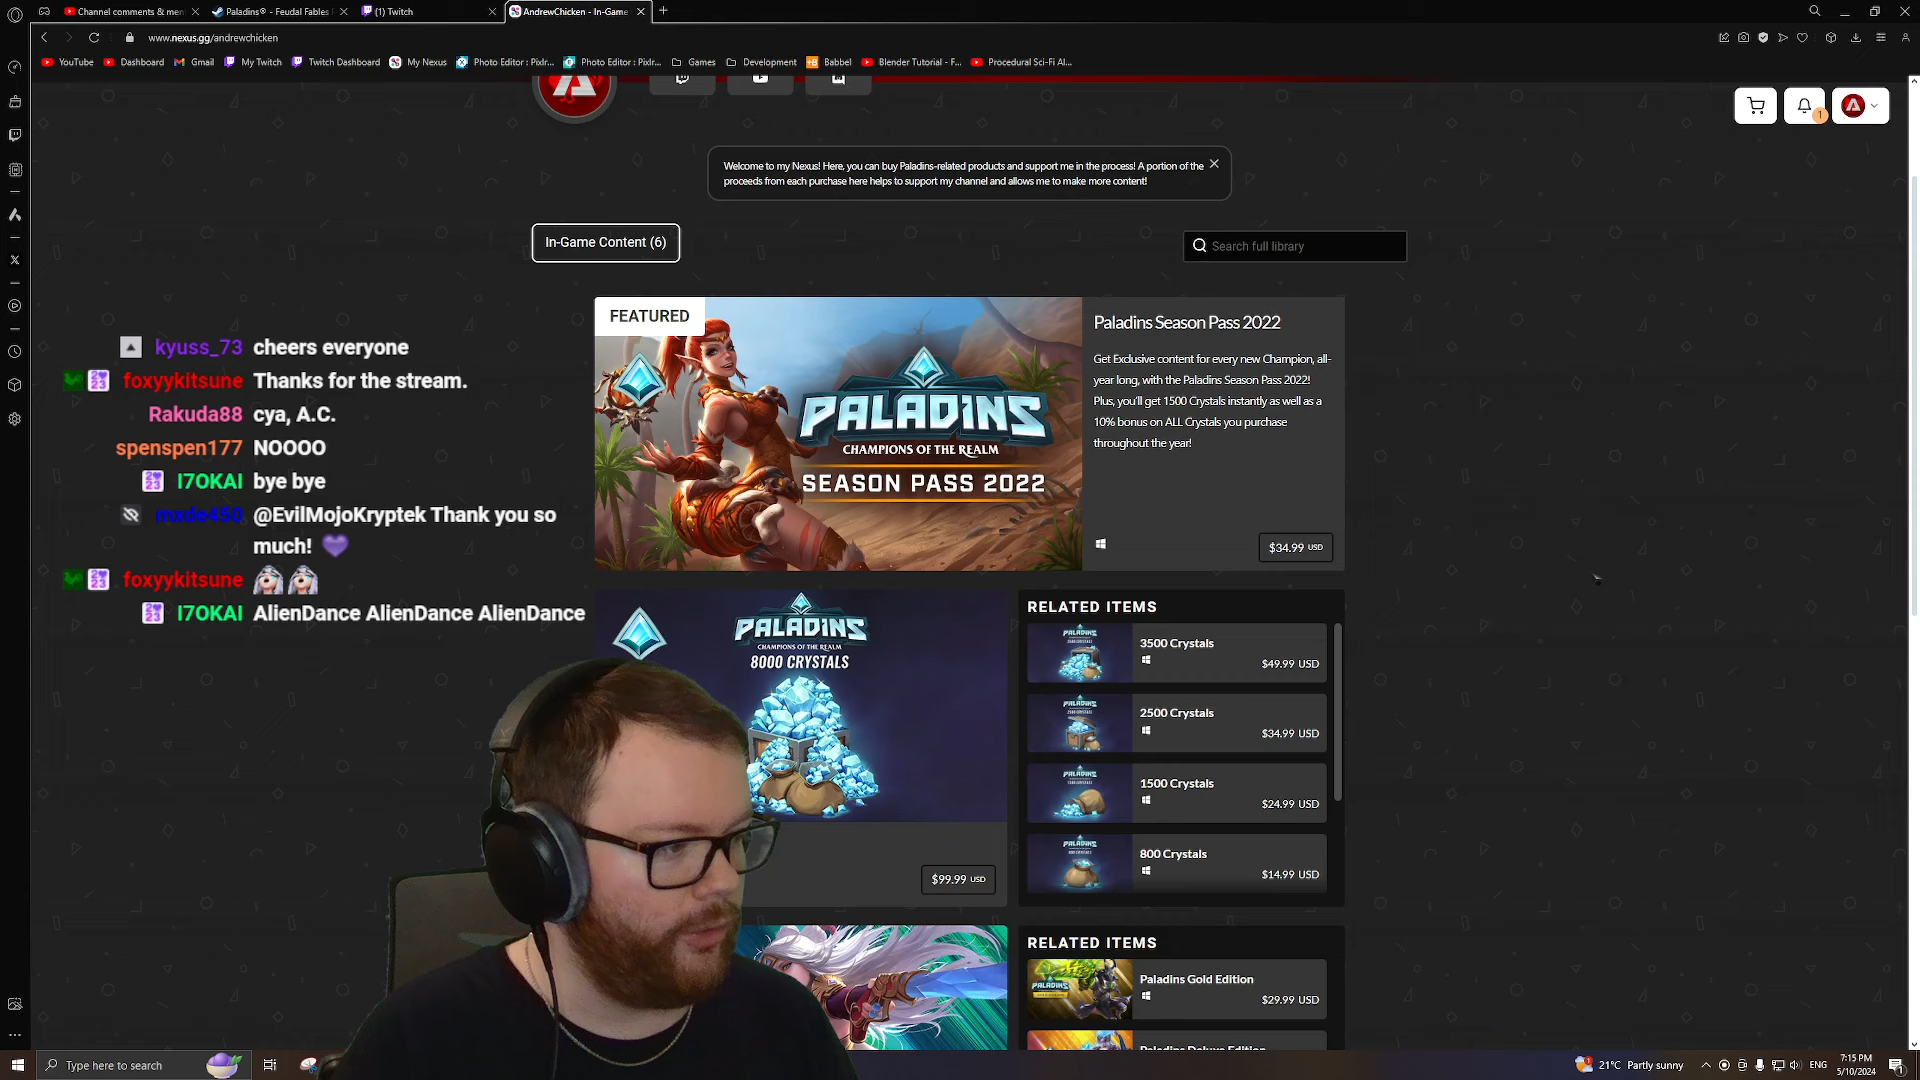 Channel comments & men
Paladins® - Feudal Fables
(1) Twitch
AndrewChicken - In-Game
www.nexus.gg/andrewchicken
YouTube
Dashboard
Gmail
My Twitch
Twitch Dashboard
My Nexus
Photo Editor : Pixlr...
Photo Editor : Pixlr...
Games
Development
Babbel
Blender Tutorial - F...
Procedural Sci-Fi Al...
1
Welcome to my Nexus! Here, you can buy Paladins-related products and support me in the process! A portion of the
proceeds from each purchase here helps to support my channel and allows me to make more content!
In-Game Content (6)
Search full library
FEATURED
PALADINS
CHAMPIONS OF THE REALM
SEASON PASS 2022
Paladins Season Pass 2022
Get Exclusive content for every new Champion, all-
year long, with the Paladins Season Pass 2022!
Plus, you'll get 1500 Crystals instantly as well as a
10% bonus on ALL Crystals you purchase
throughout the year!
$34.99 USD
kyuss_73 cheers everyone
foxyykitsune Thanks for the stream.
Rakuda88 cya, A.C.
spenspen177 NOOOO
I7OKAI bye bye
mxde450 @EvilMojoKryptek Thank you so
much!
foxyykitsune
I7OKAI AlienDance AlienDance AlienDance
PALADINS
CHAMPIONS OF THE REALM
8000 CRYSTALS
$99.99 USD
RELATED ITEMS
3500 Crystals
$49.99 USD
2500 Crystals
$34.99 USD
1500 Crystals
$24.99 USD
800 Crystals
$14.99 USD
RELATED ITEMS
Paladins Gold Edition
$29.99 USD
Paladins Deluxe Edition
Type here to search
21°C Partly sunny
ENG
7:15 PM
5/10/2024